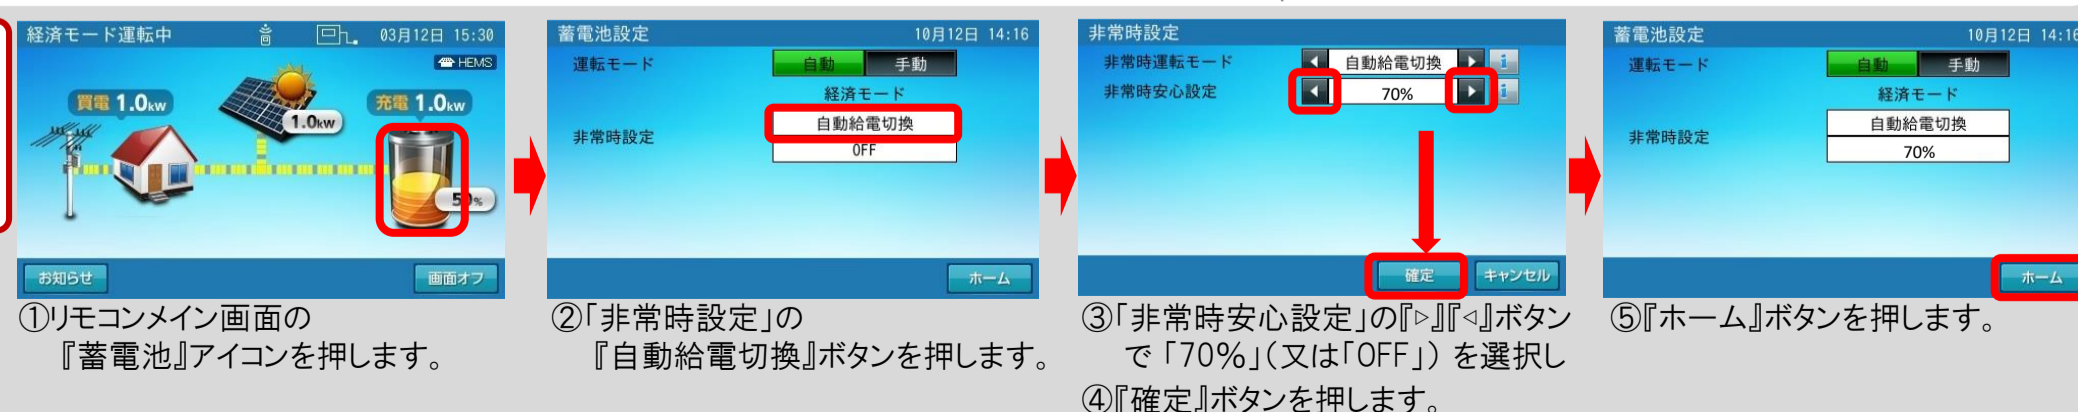 経済モード運転中 03月12日 15:30
HEMS
買電 1.0kw
充電 1.0kw
1.0kw
お知らせ
画面オフ
①リモコンメイン画面の
『蓄電池』アイコンを押します。
蓄電池設定 10月12日 14:16
運転モード 自動 手動
経済モード
非常時設定
自動給電切換
OFF
ホーム
②「非常時設定」の
『自動給電切換』ボタンを押します。
非常時設定
非常時運転モード ◀ 自動給電切換 ▶ i
非常時安心設定 ◀ 70% ▶ i
確定 キャンセル
③「非常時安心設定」の『▷』『◁』ボタン
で「70%」(又は「OFF」) を選択し
④『確定』ボタンを押します。
蓄電池設定 10月12日 14:16
運転モード 自動 手動
経済モード
非常時設定
自動給電切換
70%
ホーム
⑤『ホーム』ボタンを押します。